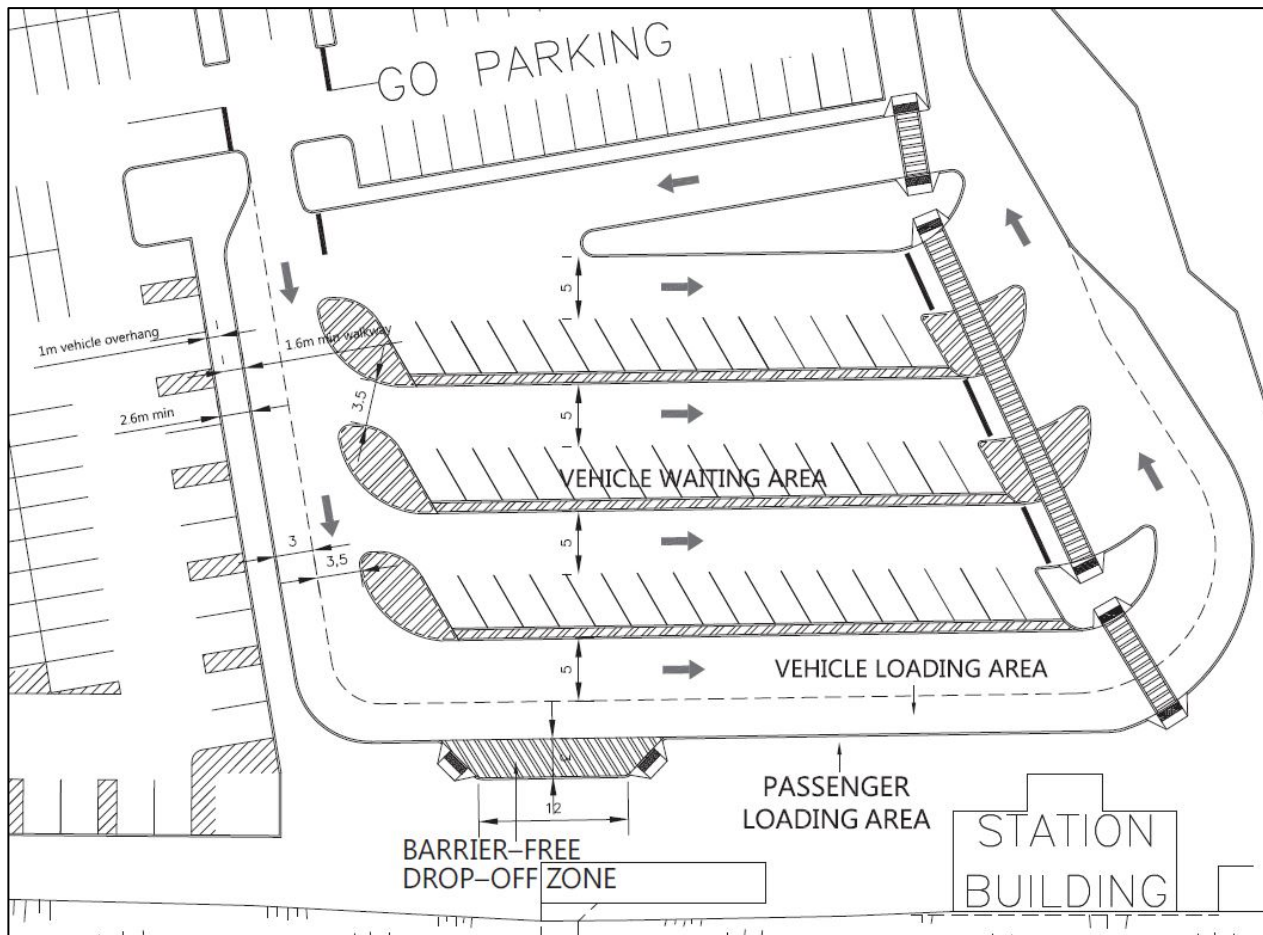 GO PARKING
1m vehicle overhang
1.6m min walkway
2.6m min
5
3.5
5
VEHICLE WAITING AREA
5
3
3,5
5
VEHICLE LOADING AREA
3
12
PASSENGER
LOADING AREA
BARRIER–FREE
DROP–OFF ZONE
STATION
BUILDING